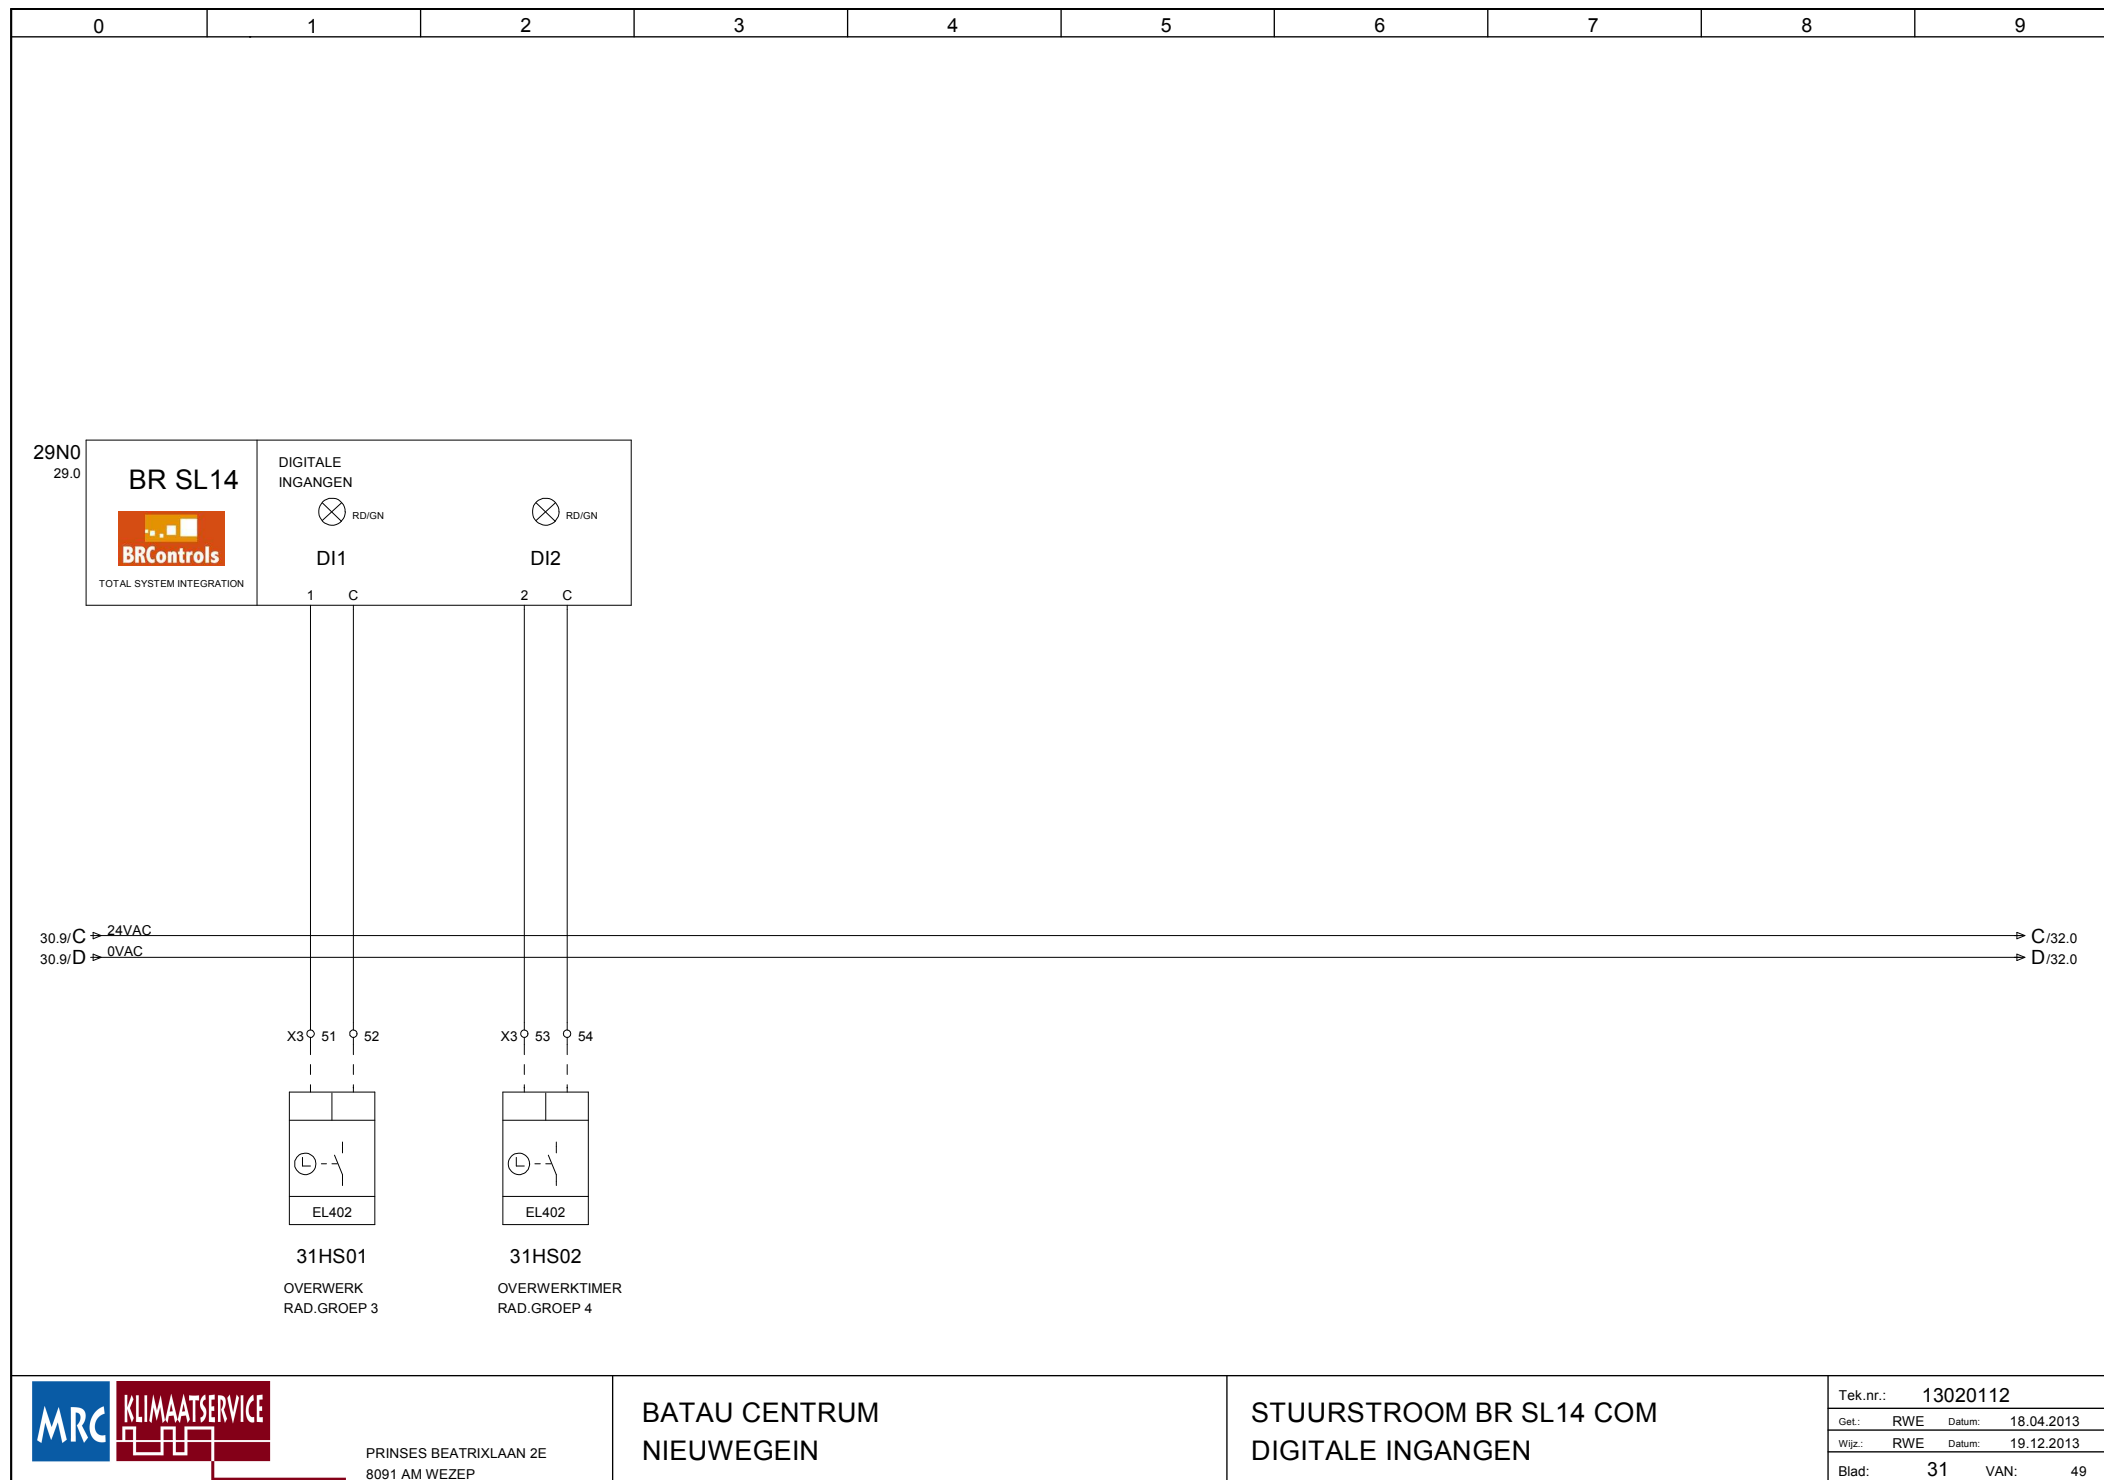 0 1 2 3 4 5 6 7 8 9
29N0
29.0
BR SL14
BRControls
TOTAL SYSTEM INTEGRATION
DIGITALE
INGANGEN
RD/GN RD/GN
DI1 DI2
1 C 2 C
30.9/C 24VAC C/32.0
30.9/D 0VAC D/32.0
X3 51 52 X3 53 54
EL402 EL402
31HS01 31HS02
OVERWERK
RAD.GROEP 3
OVERWERKTIMER
RAD.GROEP 4
MRC KLIMAATSERVICE
PRINSES BEATRIXLAAN 2E
8091 AM WEZEP
BATAU CENTRUM
NIEUWEGEIN
STUURSTROOM BR SL14 COM
DIGITALE INGANGEN
Tek.nr.: 13020112
Get.: RWE Datum: 18.04.2013
Wijz.: RWE Datum: 19.12.2013
Blad: 31 VAN: 49